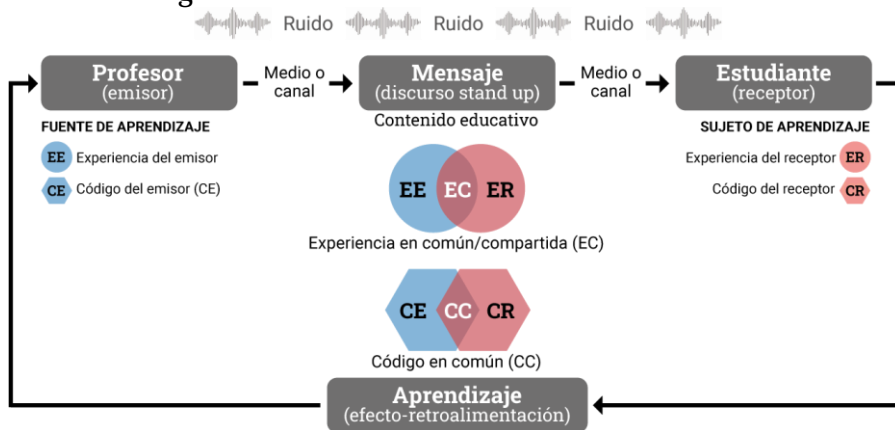 Ruido Ruido Ruido
Profesor
(emisor)
Medio o
canal
Mensaje
(discurso stand up)
Medio o
canal
Estudiante
(receptor)
Contenido educativo
FUENTE DE APRENDIZAJE
EE Experiencia del emisor
CE Código del emisor (CE)
SUJETO DE APRENDIZAJE
Experiencia del receptor ER
Código del receptor CR
EE EC ER
Experiencia en común/compartida (EC)
CE CC CR
Código en común (CC)
Aprendizaje
(efecto-retroalimentación)